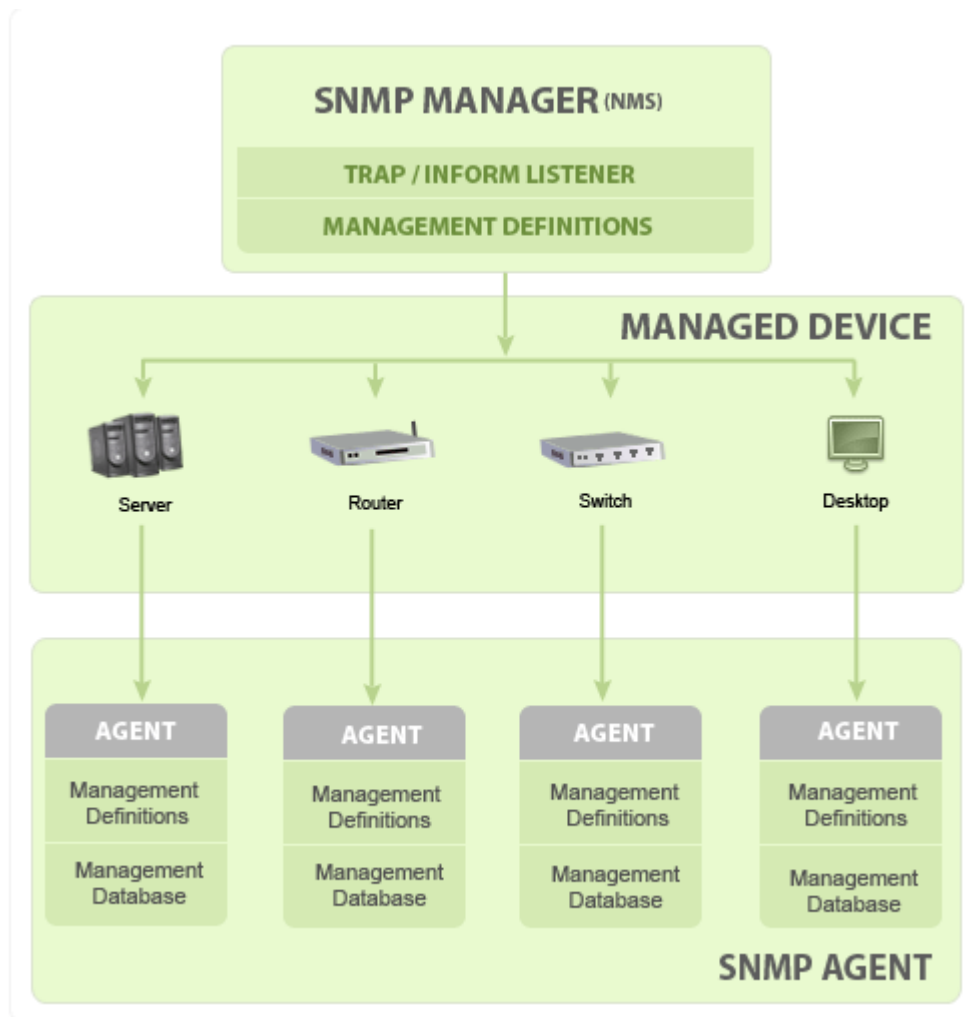 SNMP MANAGER (NMS)
TRAP / INFORM LISTENER
MANAGEMENT DEFINITIONS
MANAGED DEVICE
Server
Router
Switch
Desktop
AGENT
Management
Definitions
Management
Database
AGENT
Management
Definitions
Management
Database
AGENT
Management
Definitions
Management
Database
AGENT
Management
Definitions
Management
Database
SNMP AGENT